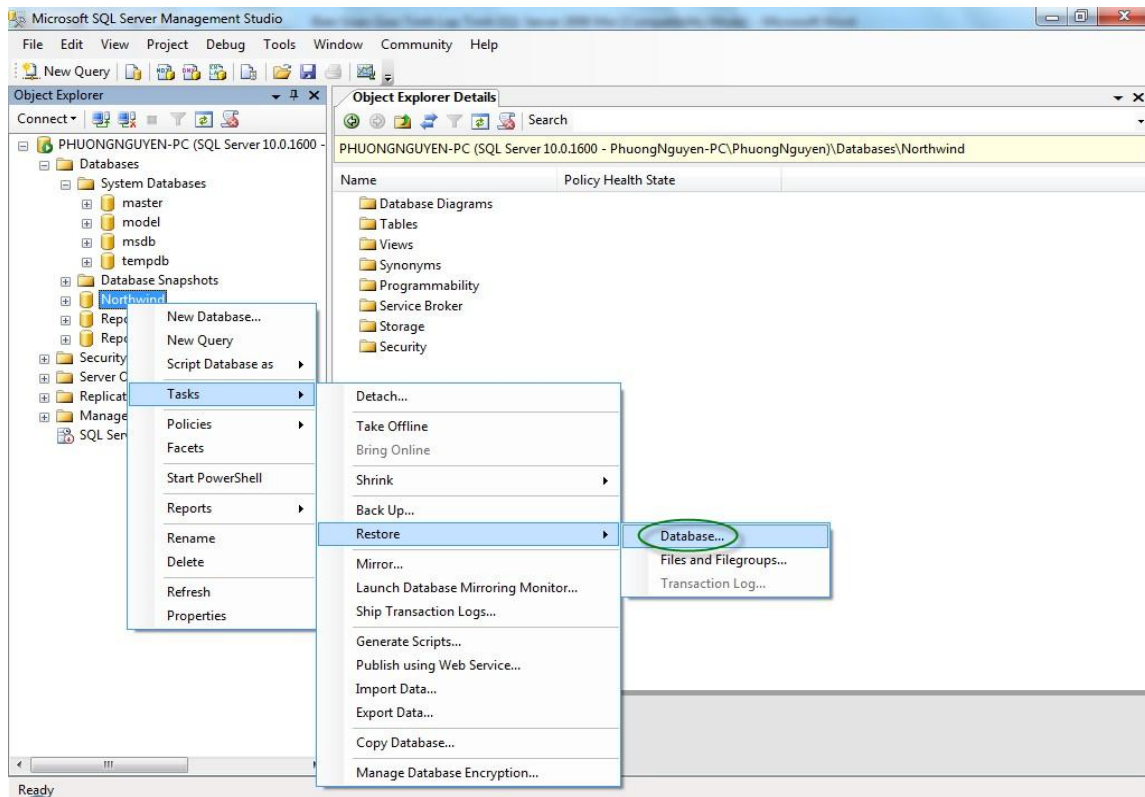 Microsoft SQL Server Management Studio
File Edit View Project Debug Tools Window Community Help
New Query
Object Explorer
Connect
PHUONGNGUYEN-PC (SQL Server 10.0.1600 -
Databases
System Databases
master
model
msdb
tempdb
Database Snapshots
Northwind
Repo
Repo
Security
Server O
Replicat
Manage
SQL Ser
Object Explorer Details
Search
PHUONGNGUYEN-PC (SQL Server 10.0.1600 - PhuongNguyen-PC\PhuongNguyen)\Databases\Northwind
Name Policy Health State
Database Diagrams
Tables
Views
Synonyms
Programmability
Service Broker
Storage
Security
New Database...
New Query
Script Database as
Tasks
Policies
Facets
Start PowerShell
Reports
Rename
Delete
Refresh
Properties
Detach...
Take Offline
Bring Online
Shrink
Back Up...
Restore
Mirror...
Launch Database Mirroring Monitor...
Ship Transaction Logs...
Generate Scripts...
Publish using Web Service...
Import Data...
Export Data...
Copy Database...
Manage Database Encryption...
Database...
Files and Filegroups...
Transaction Log...
Ready